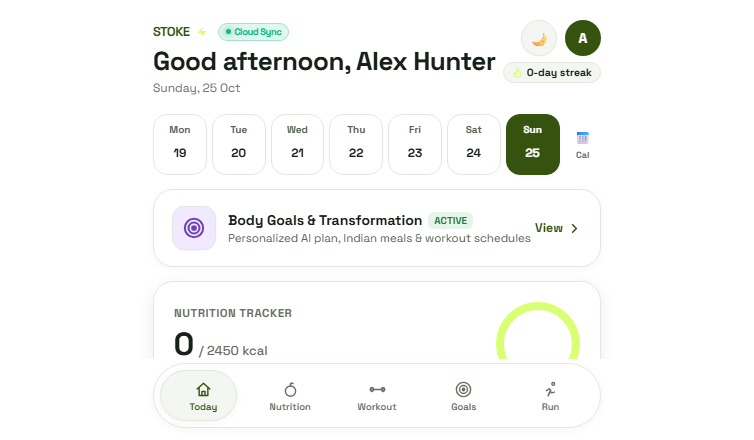 STOKE Cloud Sync
A
Good afternoon, Alex Hunter
0-day streak
Sunday, 25 Oct
Mon Tue Wed Thu Fri Sat Sun
19 20 21 22 23 24 25
Cal
Body Goals & Transformation ACTIVE
Personalized AI plan, Indian meals & workout schedules
View
NUTRITION TRACKER
0 / 2450 kcal
Today Nutrition Workout Goals Run